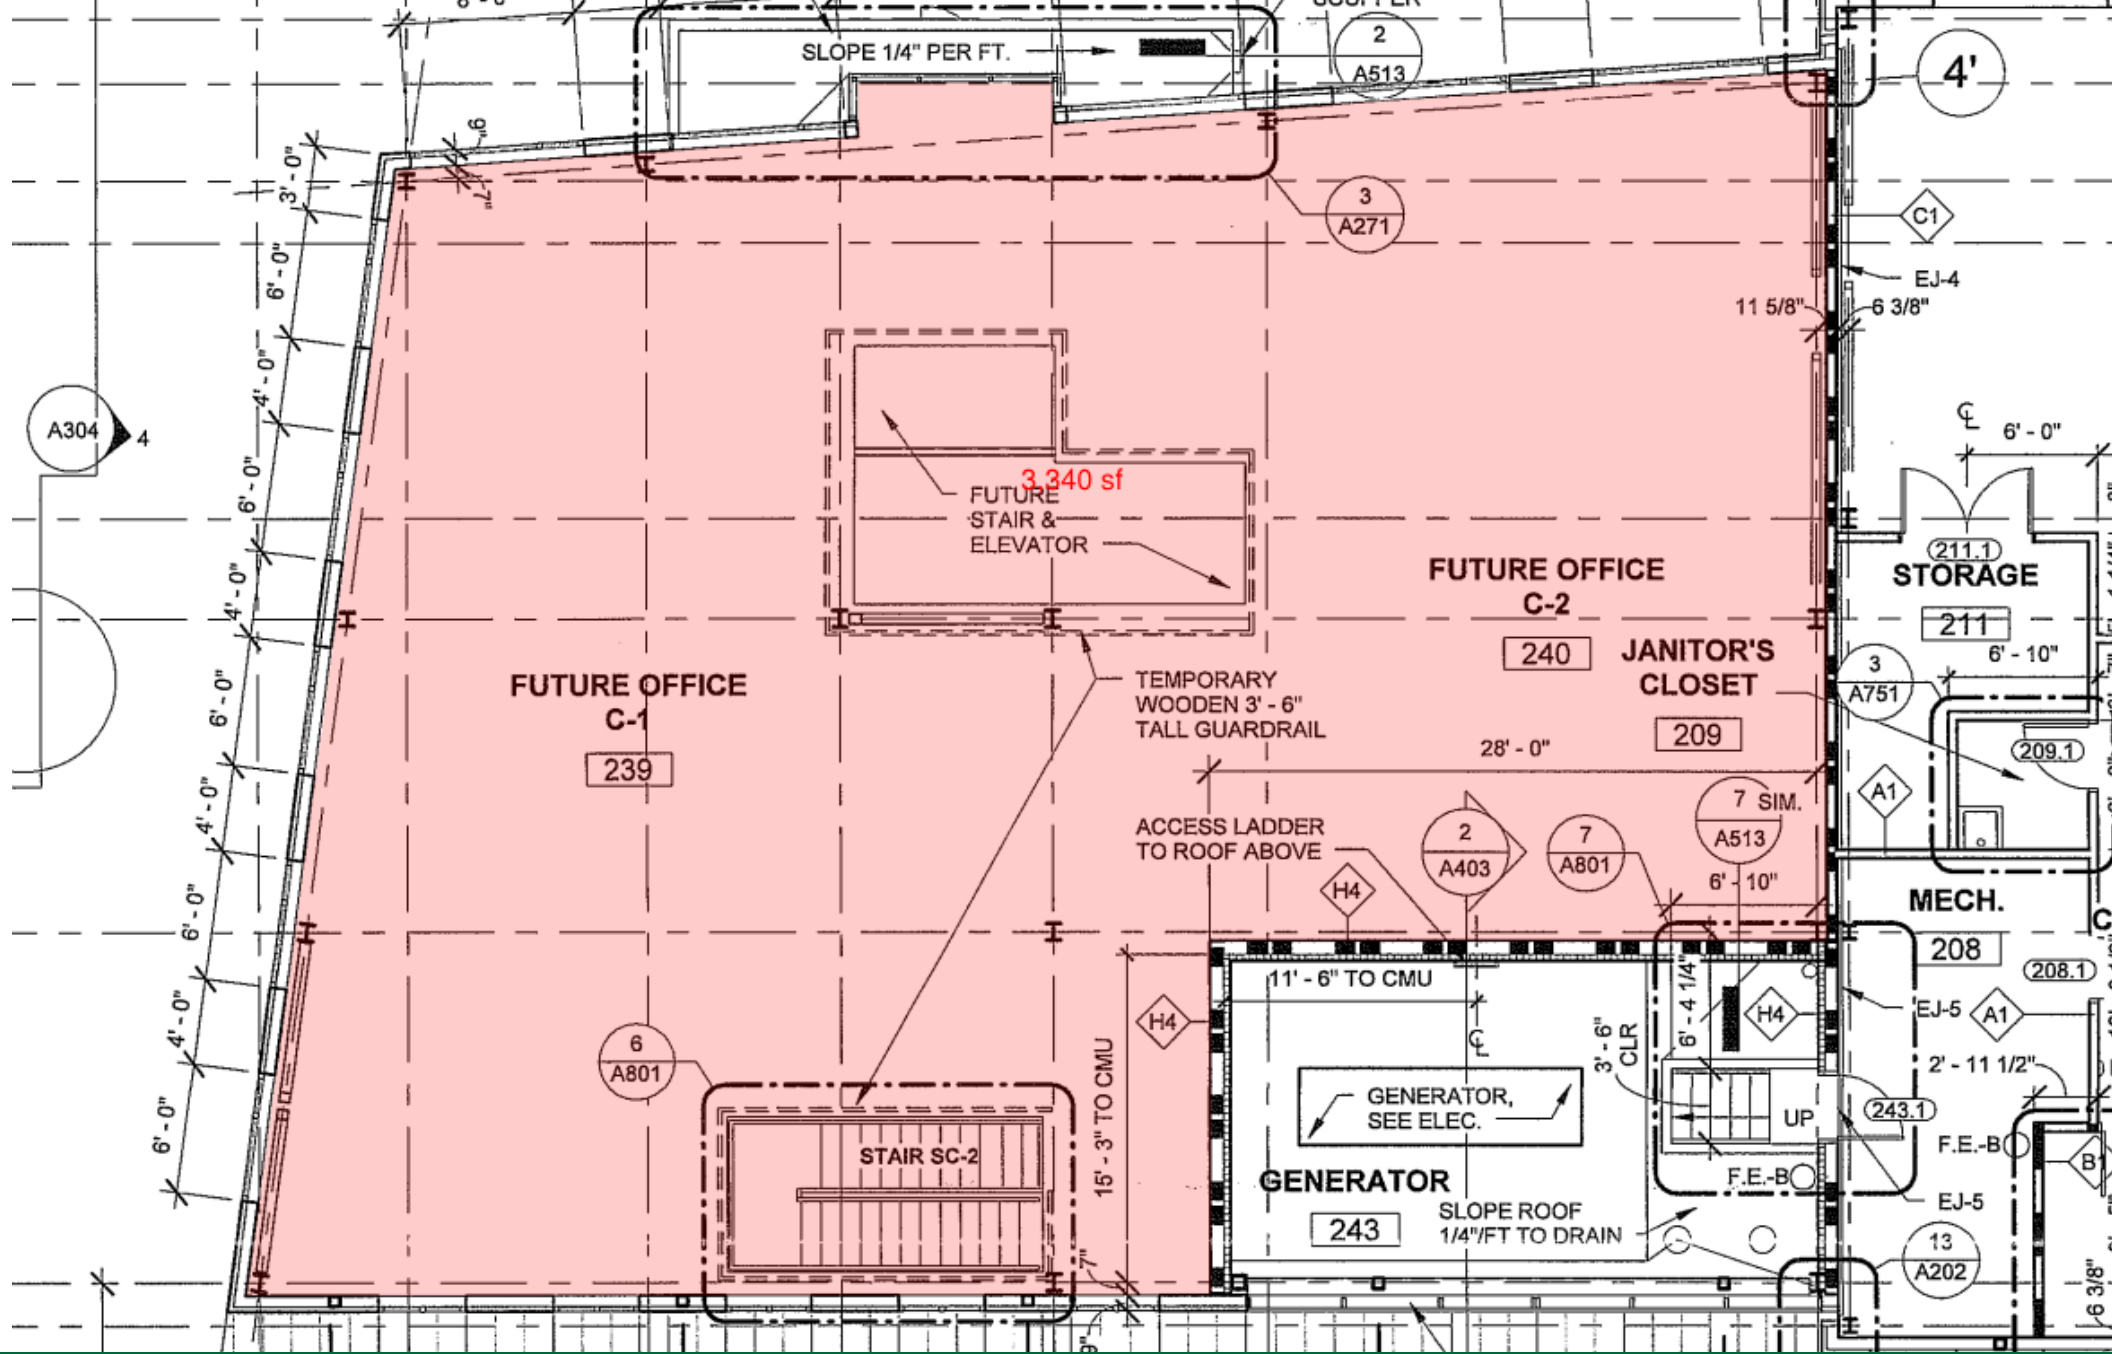 SLOPE 1/4" PER FT.
2
A513
4'
3' - 0"
6"
7"
3
A271
C1
EJ-4
6' - 0"
11 5/8"
6 3/8"
4' - 0"
A304
4
6' - 0"
6' - 0"
3,340 sf
FUTURE
STAIR &
ELEVATOR
FUTURE OFFICE
C-2
240
211.1
STORAGE
211
6' - 10"
4' - 0"
JANITOR'S
CLOSET
209
3
A751
FUTURE OFFICE
C-1
239
TEMPORARY
WOODEN 3' - 6"
TALL GUARDRAIL
6' - 0"
28' - 0"
209.1
A1
7
SIM.
A513
4' - 0"
ACCESS LADDER
TO ROOF ABOVE
2
A403
7
A801
H4
6' - 10"
MECH.
208
208.1
6' - 0"
11' - 6" TO CMU
6' - 4 1/4"
H4
H4
EJ-5
A1
4' - 0"
6
A801
15' - 3" TO CMU
3' - 6"
CLR
2' - 11 1/2"
GENERATOR,
SEE ELEC.
UP
243.1
6' - 0"
STAIR SC-2
F.E.-B
F.E.-B
GENERATOR
243
SLOPE ROOF
1/4"/FT TO DRAIN
EJ-5
13
A202
7"
6 3/8"